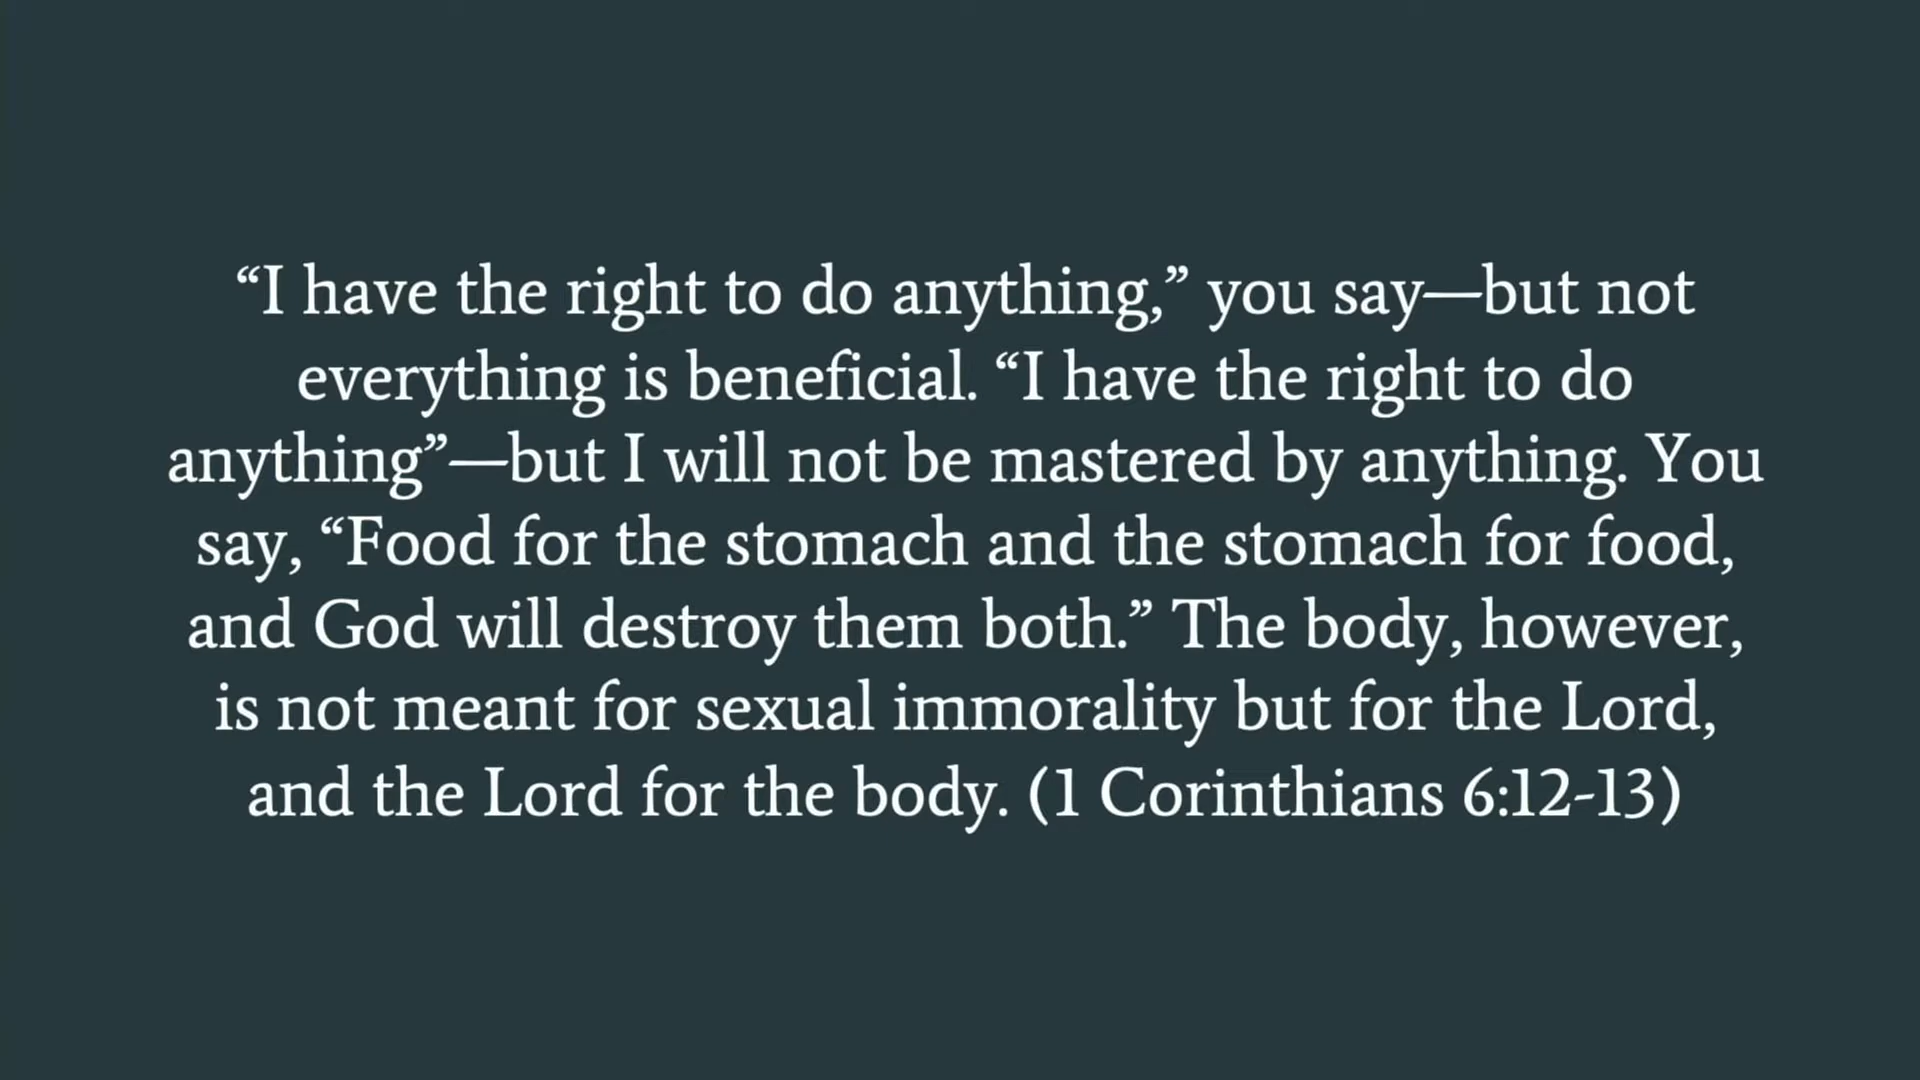 “I have the right to do anything,” you say—but not
everything is beneficial. “I have the right to do
anything”—but I will not be mastered by anything. You
say, “Food for the stomach and the stomach for food,
and God will destroy them both.” The body, however,
is not meant for sexual immorality but for the Lord,
and the Lord for the body. (1 Corinthians 6:12-13)